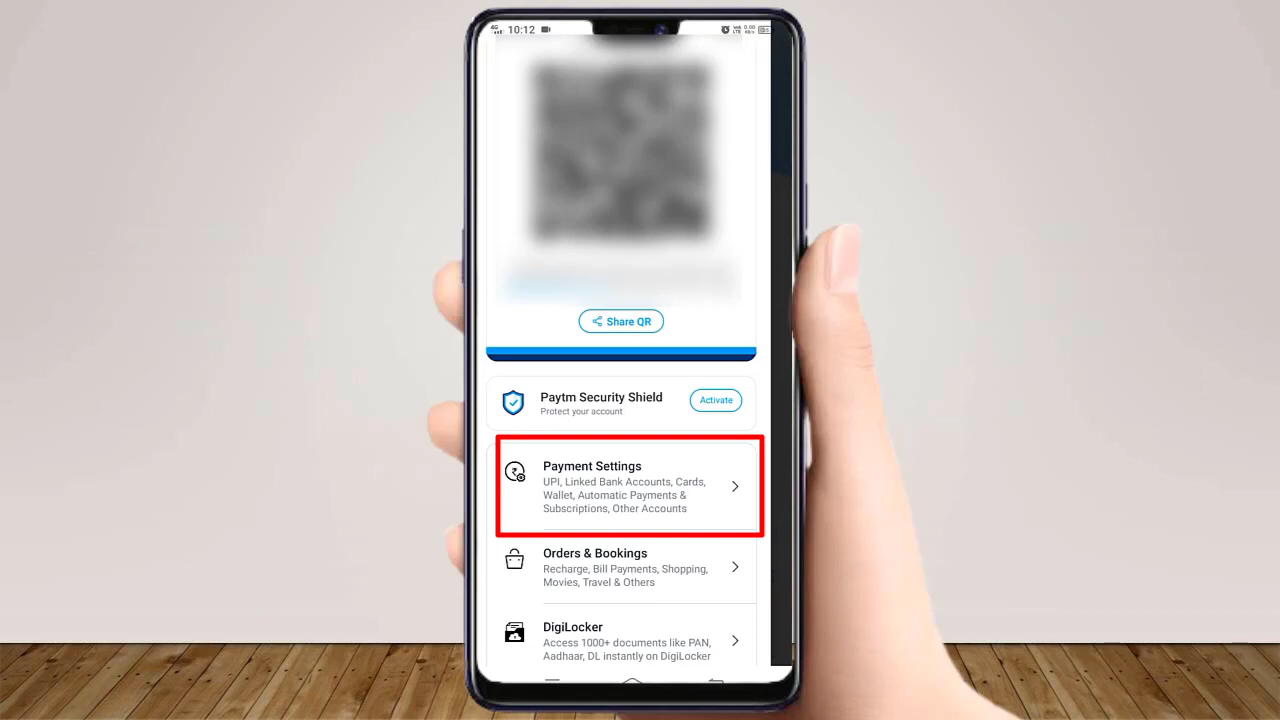 4G 10:12
Share QR
Paytm Security Shield
Activate
Protect your account
Payment Settings
UPI, Linked Bank Accounts, Cards,
Wallet, Automatic Payments &
Subscriptions, Other Accounts
Orders & Bookings
Recharge, Bill Payments, Shopping,
Movies, Travel & Others
DigiLocker
Access 1000+ documents like PAN,
Aadhaar, DL instantly on DigiLocker